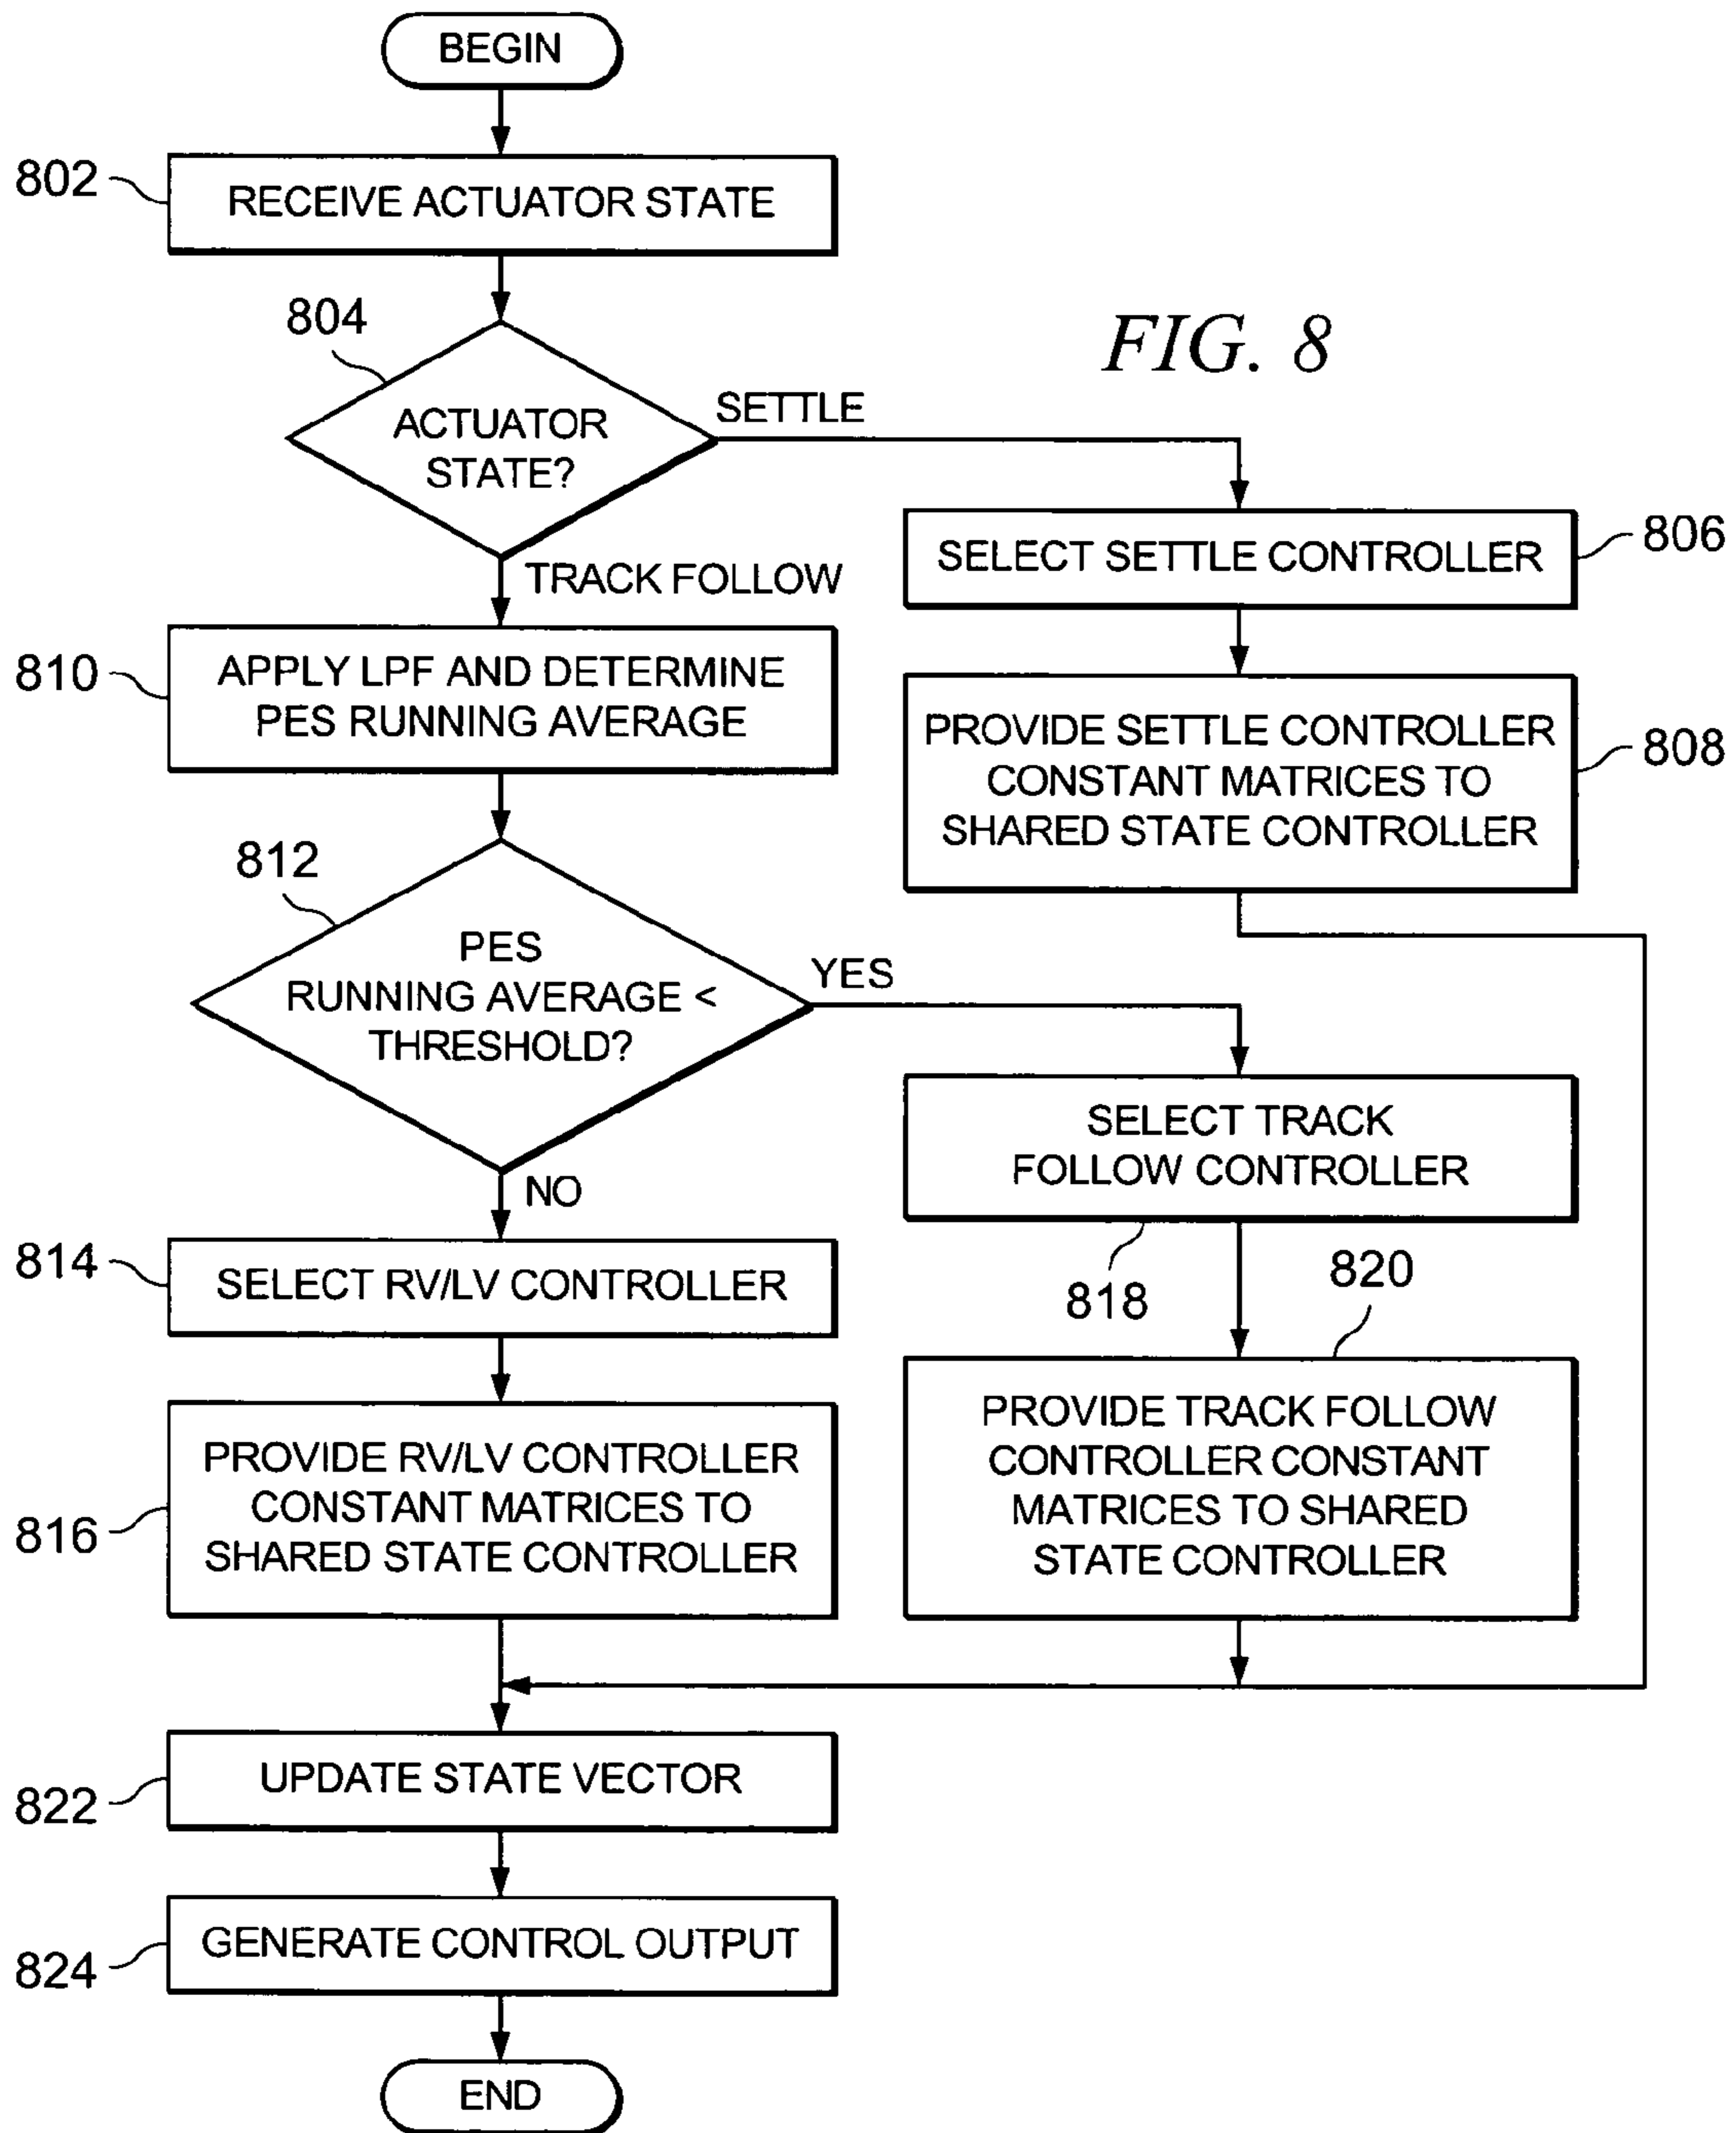 BEGIN
802
RECEIVE ACTUATOR STATE
804
FIG. 8
ACTUATOR
STATE?
SETTLE
TRACK FOLLOW
SELECT SETTLE CONTROLLER
806
810
APPLY LPF AND DETERMINE
PES RUNNING AVERAGE
PROVIDE SETTLE CONTROLLER
CONSTANT MATRICES TO
SHARED STATE CONTROLLER
808
812
PES
RUNNING AVERAGE <
THRESHOLD?
YES
NO
SELECT TRACK
FOLLOW CONTROLLER
818
814
SELECT RV/LV CONTROLLER
820
816
PROVIDE RV/LV CONTROLLER
CONSTANT MATRICES TO
SHARED STATE CONTROLLER
PROVIDE TRACK FOLLOW
CONTROLLER CONSTANT
MATRICES TO SHARED
STATE CONTROLLER
822
UPDATE STATE VECTOR
824
GENERATE CONTROL OUTPUT
END